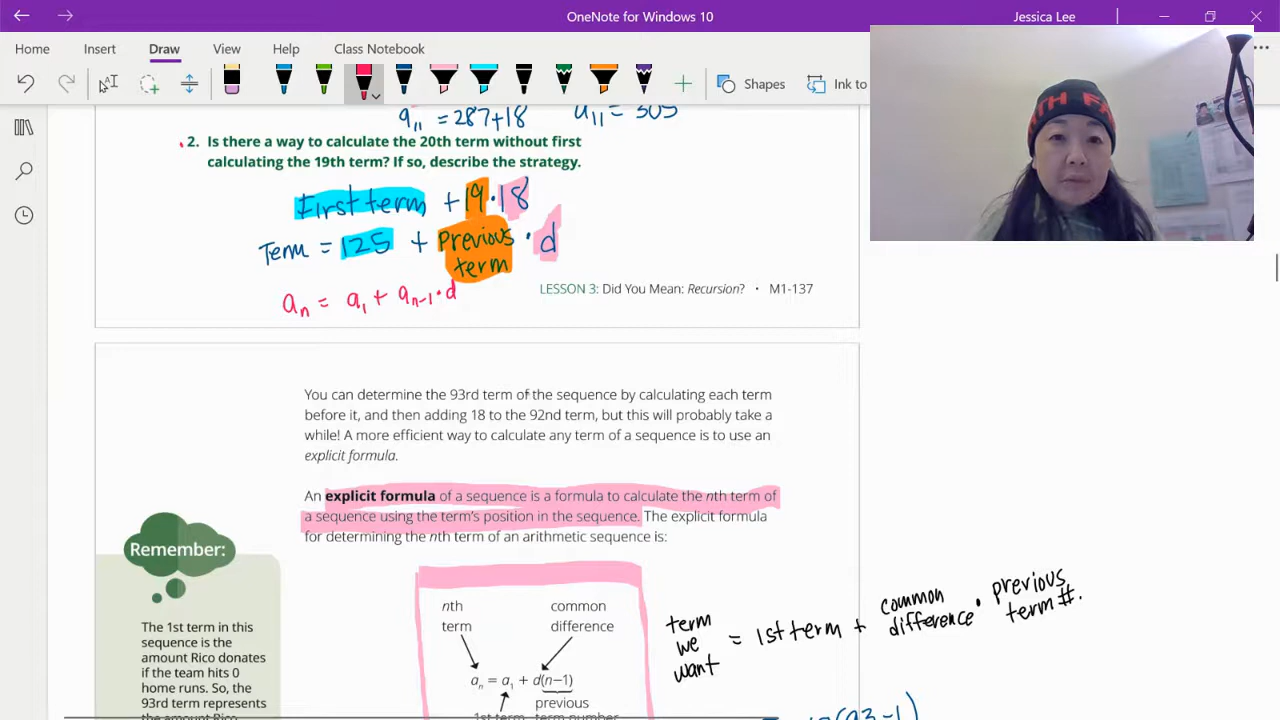 OneNote for Windows 10
Jessica Lee
Home Insert Draw View Help Class Notebook
Shapes
Ink to
a11 = 287+18 a11 = 305
2. Is there a way to calculate the 20th term without first
calculating the 19th term? If so, describe the strategy.
First term + 19·18
Term = 125 + Previous term · d
an = a1 + an-1·d
LESSON 3: Did You Mean: Recursion? • M1-137
You can determine the 93rd term of the sequence by calculating each term
before it, and then adding 18 to the 92nd term, but this will probably take a
while! A more efficient way to calculate any term of a sequence is to use an
explicit formula.
An explicit formula of a sequence is a formula to calculate the nth term of
a sequence using the term's position in the sequence. The explicit formula
for determining the nth term of an arithmetic sequence is:
Remember:
The 1st term in this
sequence is the
amount Rico donates
if the team hits 0
home runs. So, the
93rd term represents
the amount Rico
nth
term
common
difference
an = a1 + d(n−1)
previous
1st term term number
term we want = 1st term + common difference · previous term #.
(93-1)